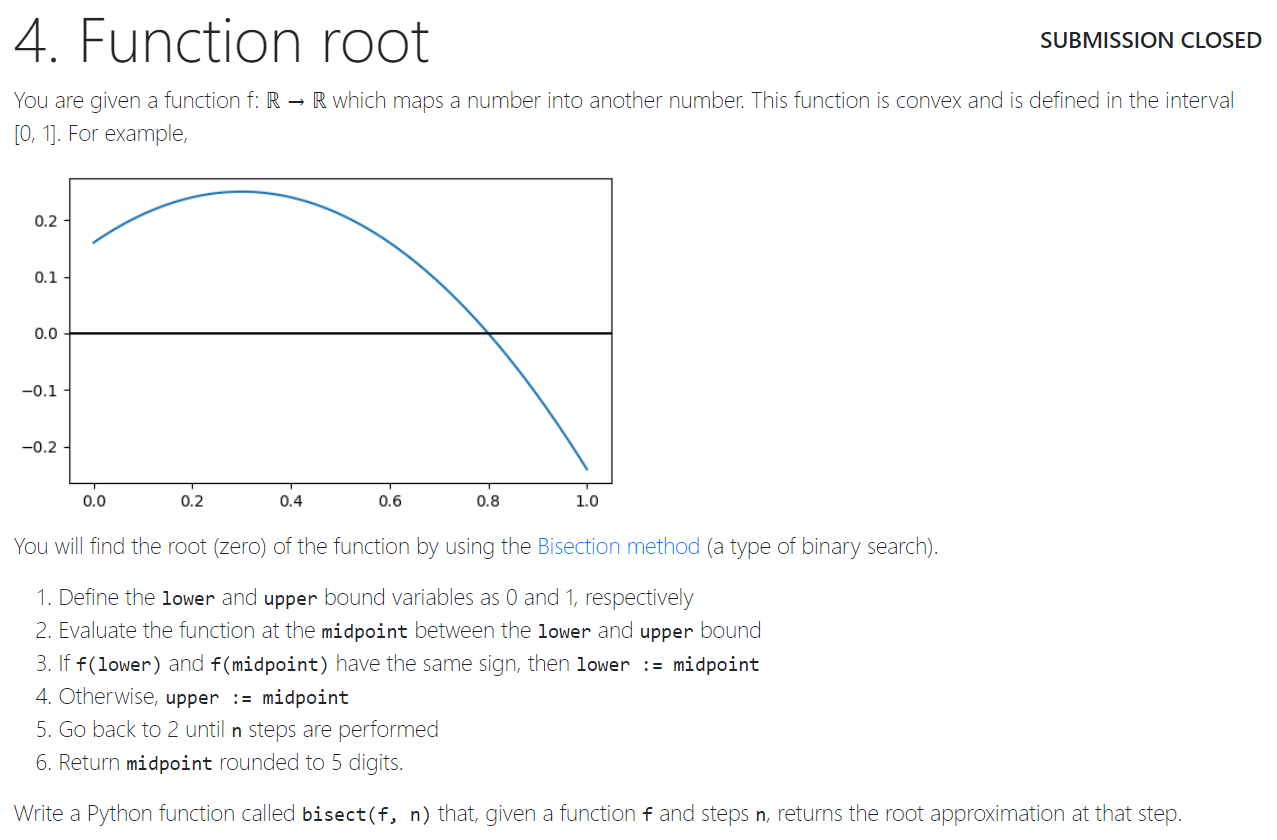 4. Function root
SUBMISSION CLOSED
You are given a function f: ℝ → ℝ which maps a number into another number. This function is convex and is defined in the interval
[0, 1]. For example,
0.2
0.1
0.0
−0.1
−0.2
0.0 0.2 0.4 0.6 0.8 1.0
You will find the root (zero) of the function by using the Bisection method (a type of binary search).
1. Define the lower and upper bound variables as 0 and 1, respectively
2. Evaluate the function at the midpoint between the lower and upper bound
3. If f(lower) and f(midpoint) have the same sign, then lower := midpoint
4. Otherwise, upper := midpoint
5. Go back to 2 until n steps are performed
6. Return midpoint rounded to 5 digits.
Write a Python function called bisect(f, n) that, given a function f and steps n, returns the root approximation at that step.